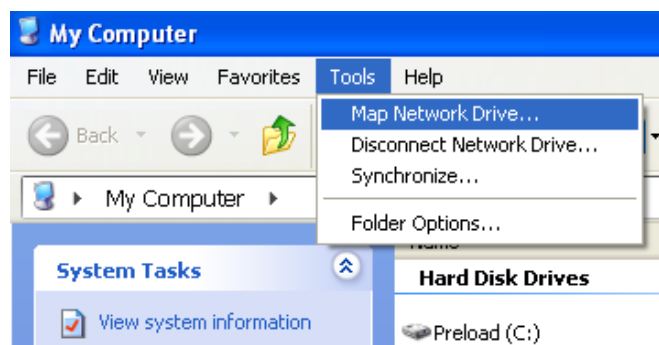 My Computer
File Edit View Favorites Tools Help
Map Network Drive...
Back
Disconnect Network Drive...
Synchronize...
My Computer
Folder Options...
System Tasks
Hard Disk Drives
View system information
Preload (C:)